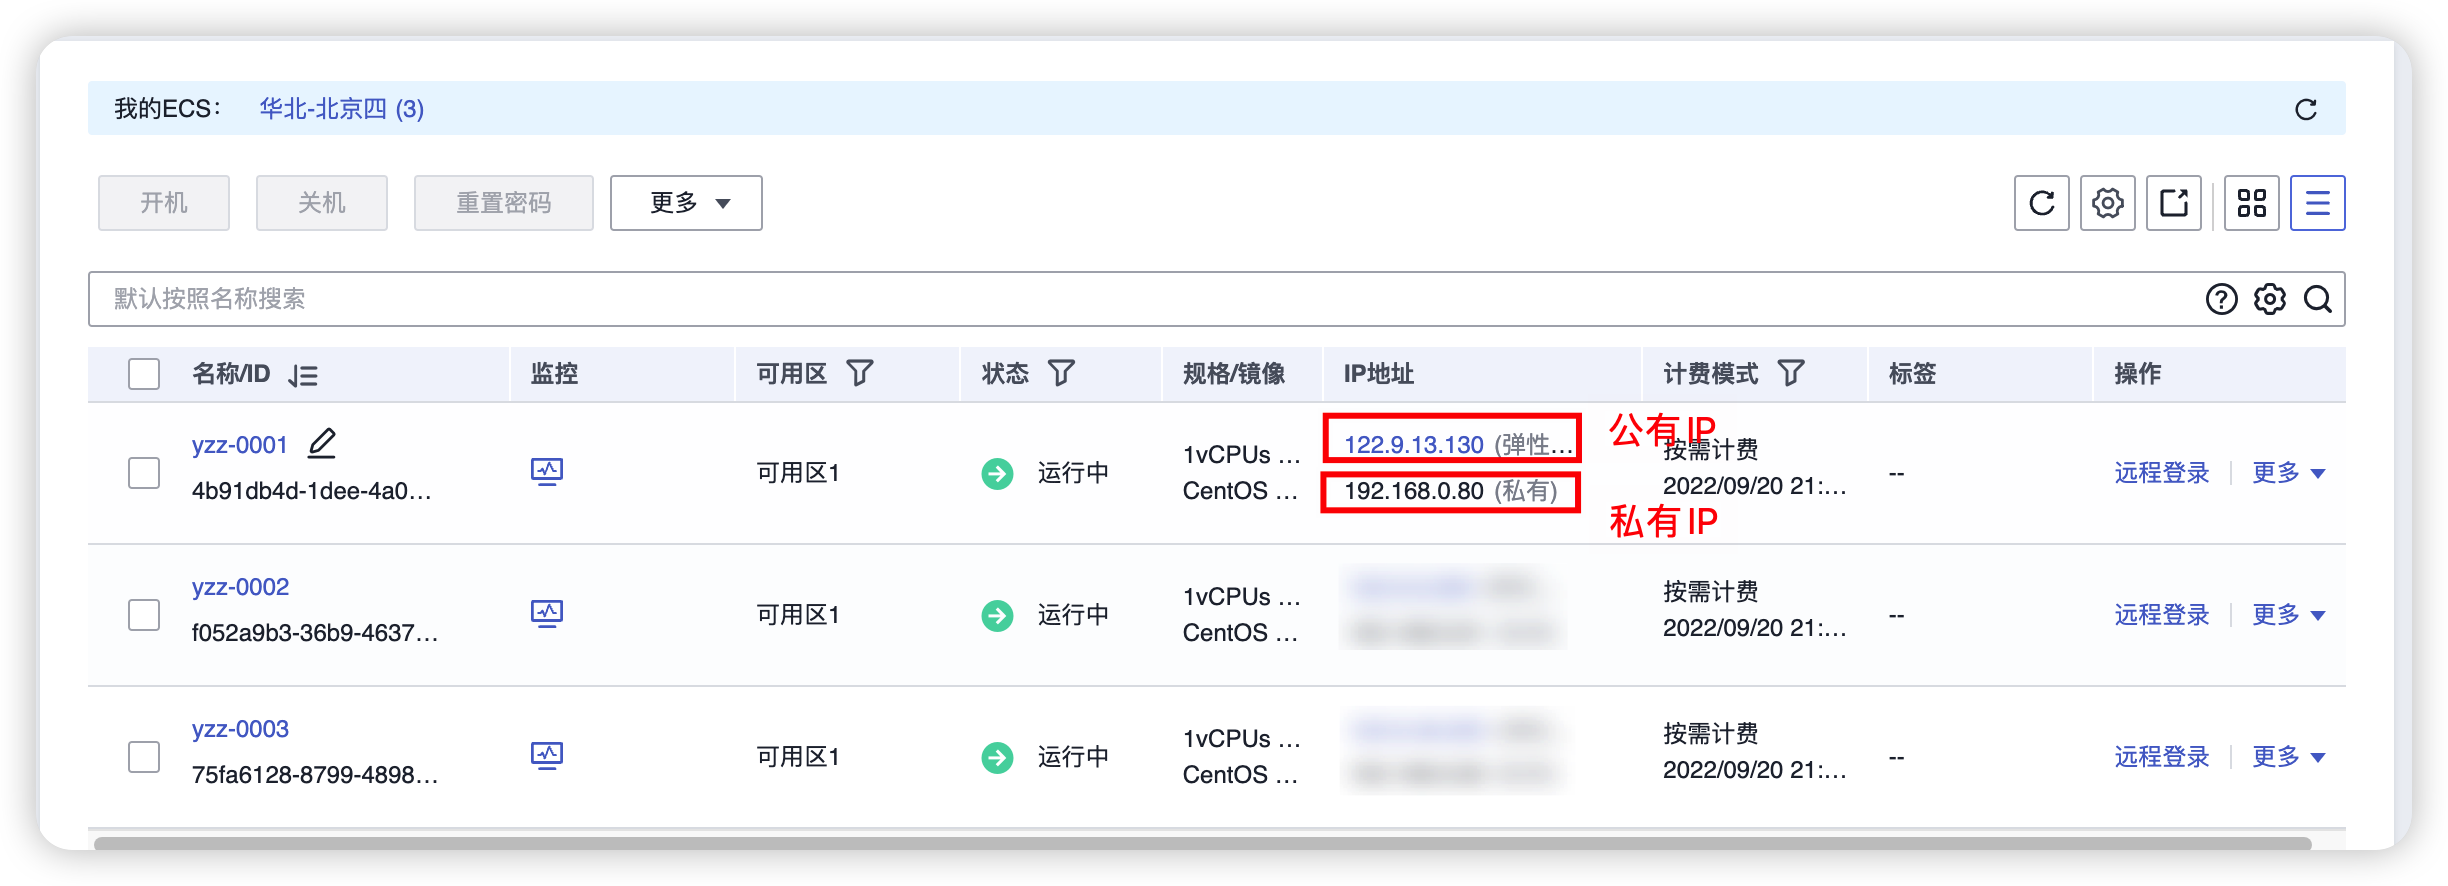 我的ECS： 华北-北京四 (3)
开机 关机 重置密码 更多
默认按照名称搜索
名称/ID 监控 可用区 状态 规格/镜像 IP地址 计费模式 标签 操作
yzz-0001
4b91db4d-1dee-4a0...
可用区1
运行中
1vCPUs ...
CentOS ...
122.9.13.130 (弹性...
192.168.0.80 (私有)
公有IP
私有IP
按需计费
2022/09/20 21:...
--
远程登录 更多
yzz-0002
f052a9b3-36b9-4637...
可用区1
运行中
1vCPUs ...
CentOS ...
按需计费
2022/09/20 21:...
--
远程登录 更多
yzz-0003
75fa6128-8799-4898...
可用区1
运行中
1vCPUs ...
CentOS ...
按需计费
2022/09/20 21:...
--
远程登录 更多